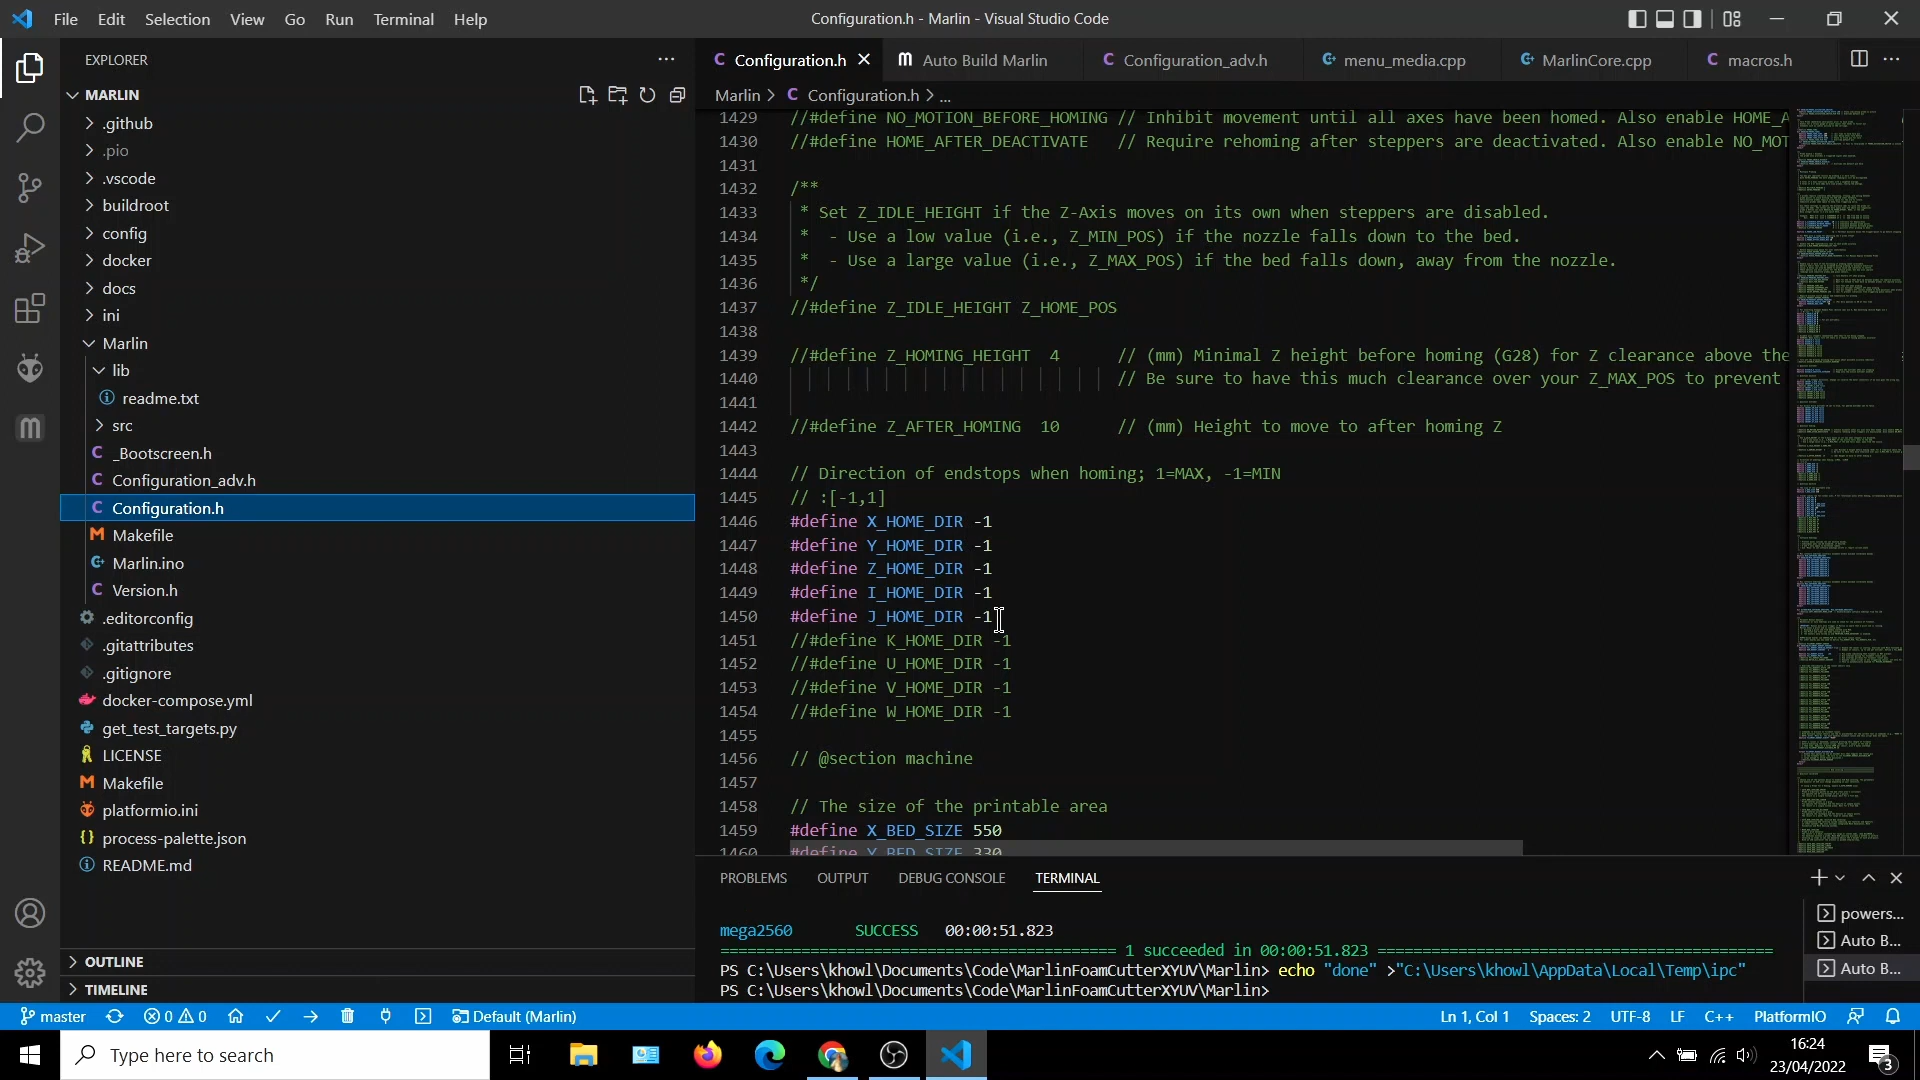 File Edit Selection View Go Run Terminal Help
Configuration.h - Marlin - Visual Studio Code
EXPLORER
MARLIN
.github
.pio
.vscode
buildroot
config
docker
docs
ini
Marlin
lib
readme.txt
src
_Bootscreen.h
Configuration_adv.h
Configuration.h
Makefile
Marlin.ino
Version.h
.editorconfig
.gitattributes
.gitignore
docker-compose.yml
get_test_targets.py
LICENSE
Makefile
platformio.ini
process-palette.json
README.md
OUTLINE
TIMELINE
Configuration.h Auto Build Marlin Configuration_adv.h menu_media.cpp MarlinCore.cpp macros.h
Marlin > Configuration.h > ...
1429 //#define NO_MOTION_BEFORE_HOMING // Inhibit movement until all axes have been homed. Also enable HOME_A
1430 //#define HOME_AFTER_DEACTIVATE // Require rehoming after steppers are deactivated. Also enable NO_MOT
1431
1432 /**
1433 * Set Z_IDLE_HEIGHT if the Z-Axis moves on its own when steppers are disabled.
1434 * - Use a low value (i.e., Z_MIN_POS) if the nozzle falls down to the bed.
1435 * - Use a large value (i.e., Z_MAX_POS) if the bed falls down, away from the nozzle.
1436 */
1437 //#define Z_IDLE_HEIGHT Z_HOME_POS
1438
1439 //#define Z_HOMING_HEIGHT 4 // (mm) Minimal Z height before homing (G28) for Z clearance above the
1440 // Be sure to have this much clearance over your Z_MAX_POS to prevent
1441
1442 //#define Z_AFTER_HOMING 10 // (mm) Height to move to after homing Z
1443
1444 // Direction of endstops when homing; 1=MAX, -1=MIN
1445 // :[-1,1]
1446 #define X_HOME_DIR -1
1447 #define Y_HOME_DIR -1
1448 #define Z_HOME_DIR -1
1449 #define I_HOME_DIR -1
1450 #define J_HOME_DIR -1
1451 //#define K_HOME_DIR -1
1452 //#define U_HOME_DIR -1
1453 //#define V_HOME_DIR -1
1454 //#define W_HOME_DIR -1
1455
1456 // @section machine
1457
1458 // The size of the printable area
1459 #define X_BED_SIZE 550
1460 #define Y_BED_SIZE 330
PROBLEMS OUTPUT DEBUG CONSOLE TERMINAL
mega2560 SUCCESS 00:00:51.823
========================================= 1 succeeded in 00:00:51.823 =========================================
PS C:\Users\khowl\Documents\Code\MarlinFoamCutterXYUV\Marlin> echo "done" >"C:\Users\khowl\AppData\Local\Temp\ipc"
PS C:\Users\khowl\Documents\Code\MarlinFoamCutterXYUV\Marlin>
powers...
Auto B...
Auto B...
master 0 0 Default (Marlin) Ln 1, Col 1 Spaces: 2 UTF-8 LF C++ PlatformIO
Type here to search
16:24
23/04/2022
3